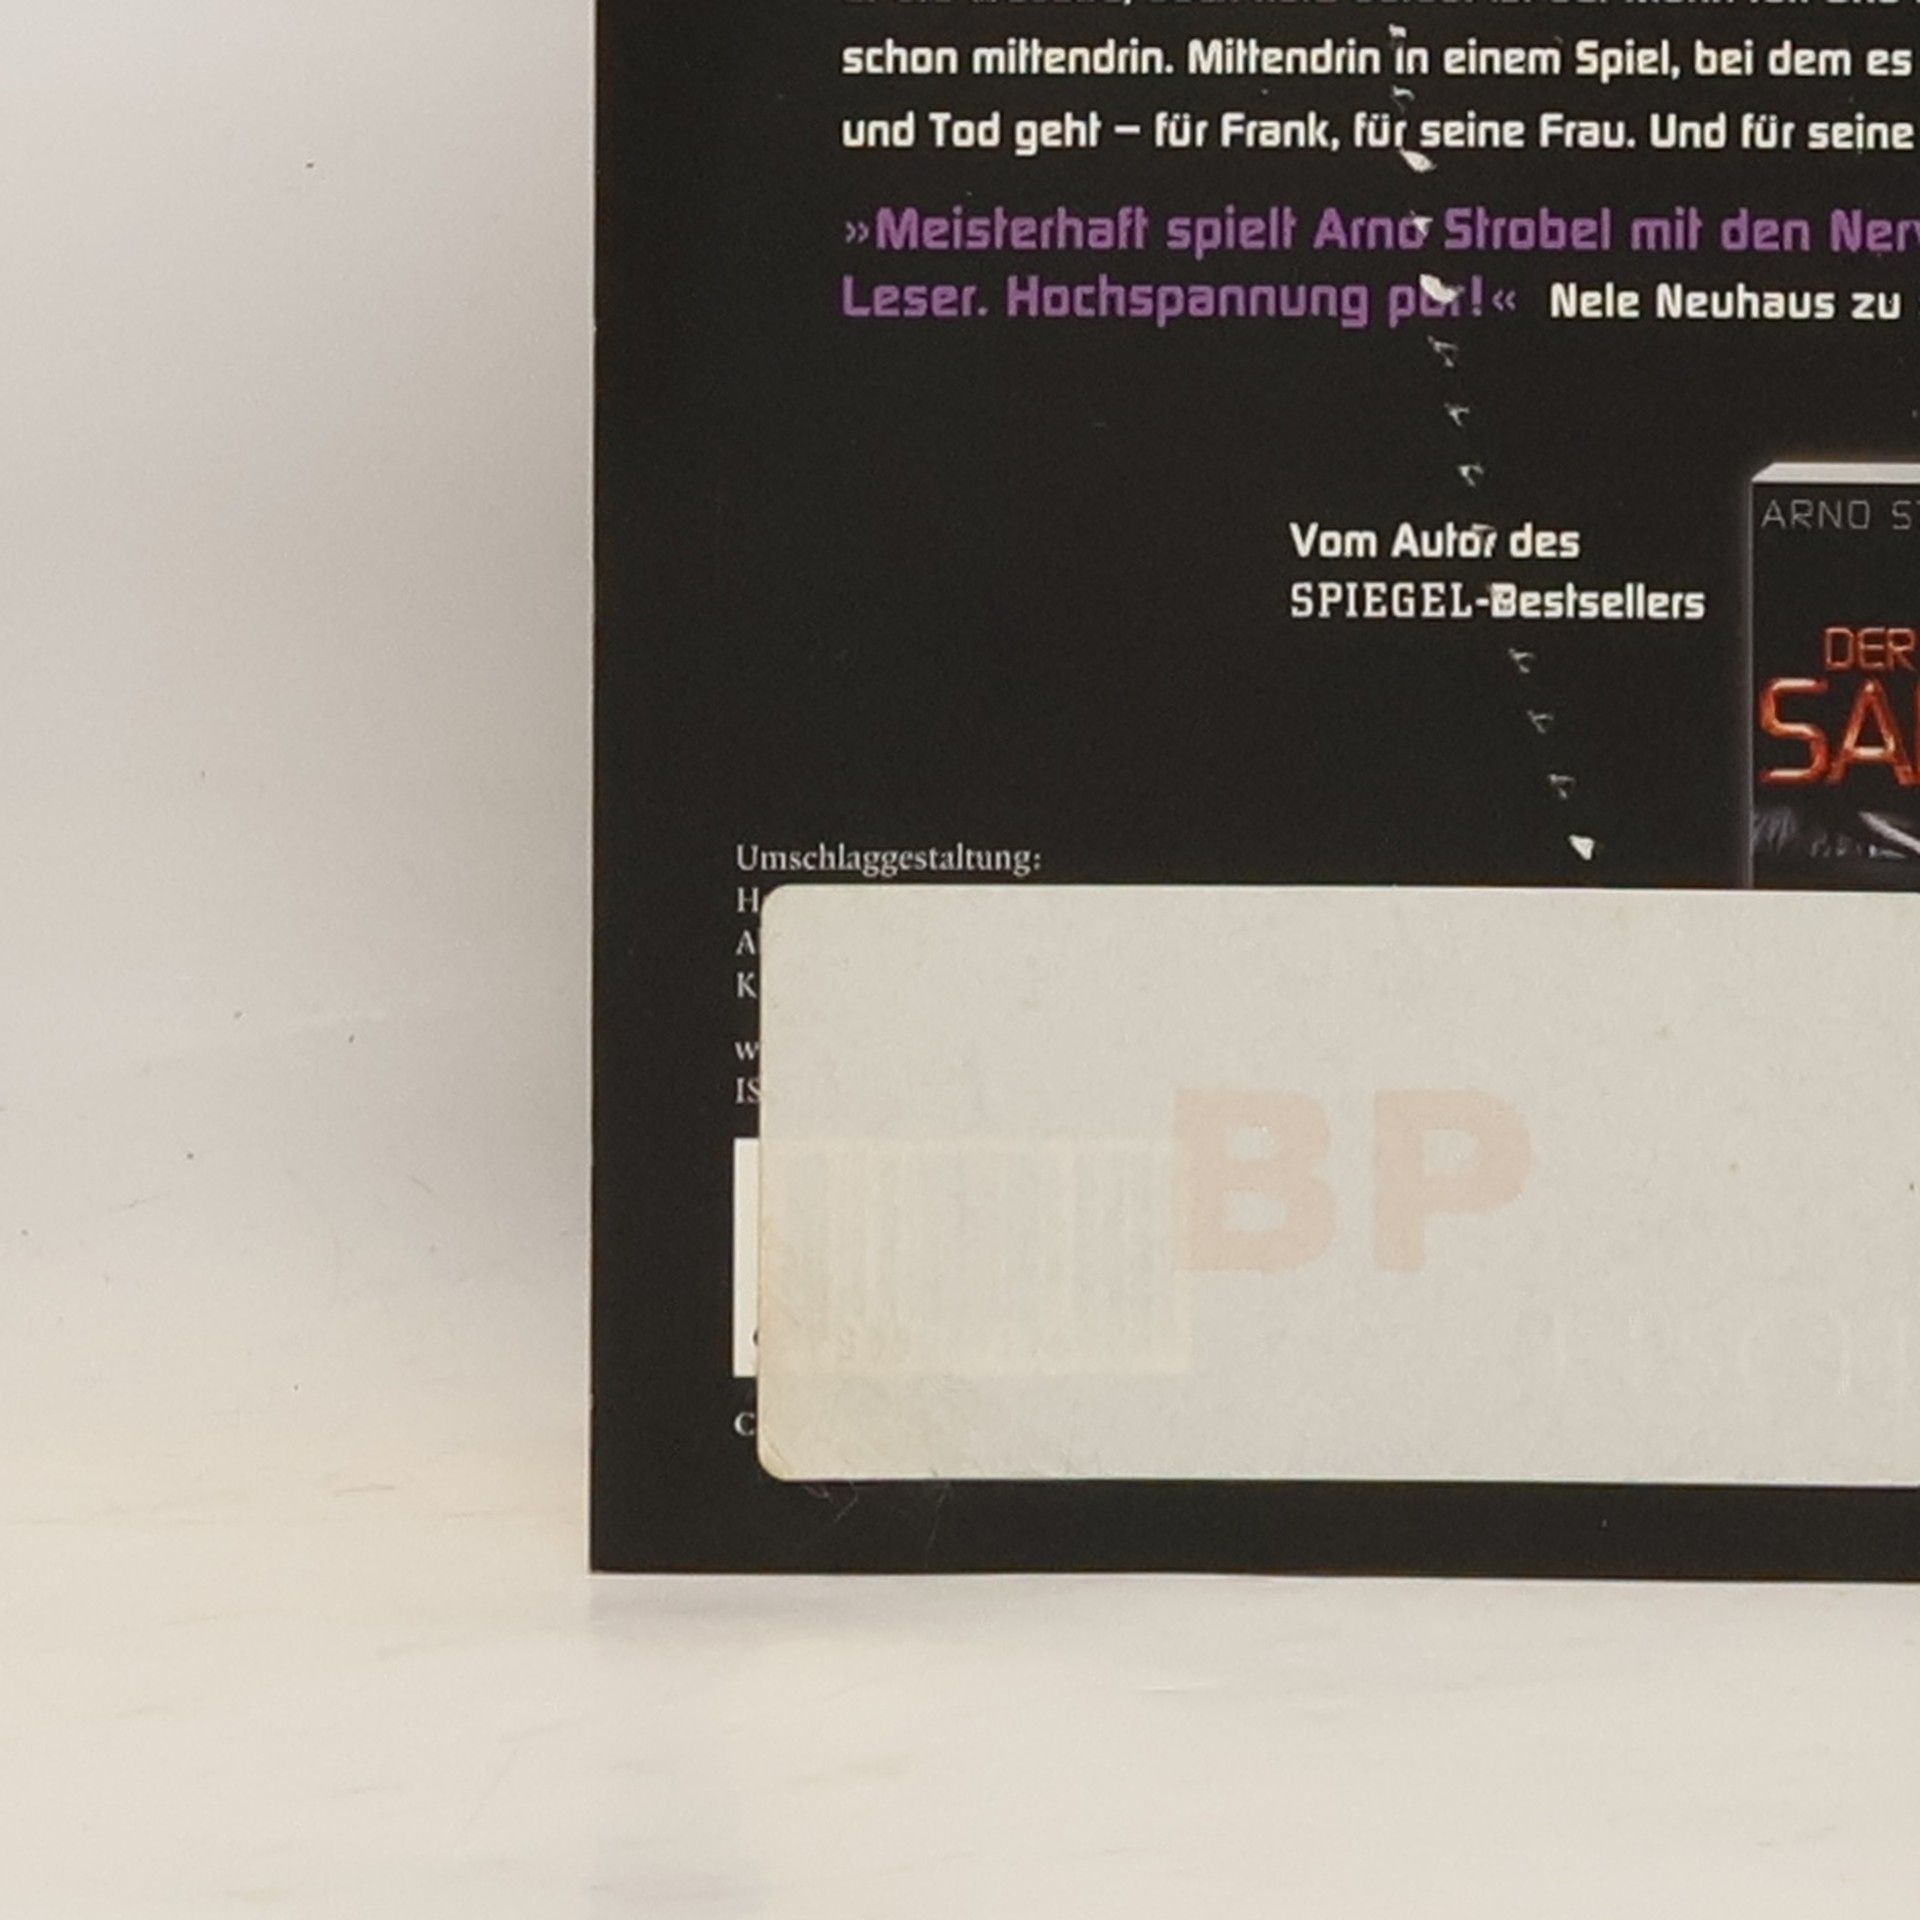 schon mittendrin. Mittendrin in einem Spiel, bei dem es
und Tod geht – für Frank, für seine Frau. Und für seine
»Meisterhaft spielt Arno Strobel mit den
Leser. Hochspannung pur!« Nele Neuhaus zu
Vom Autor des
SPIEGEL-Bestsellers
ARNO
DER
Umschlaggestaltung:
BP